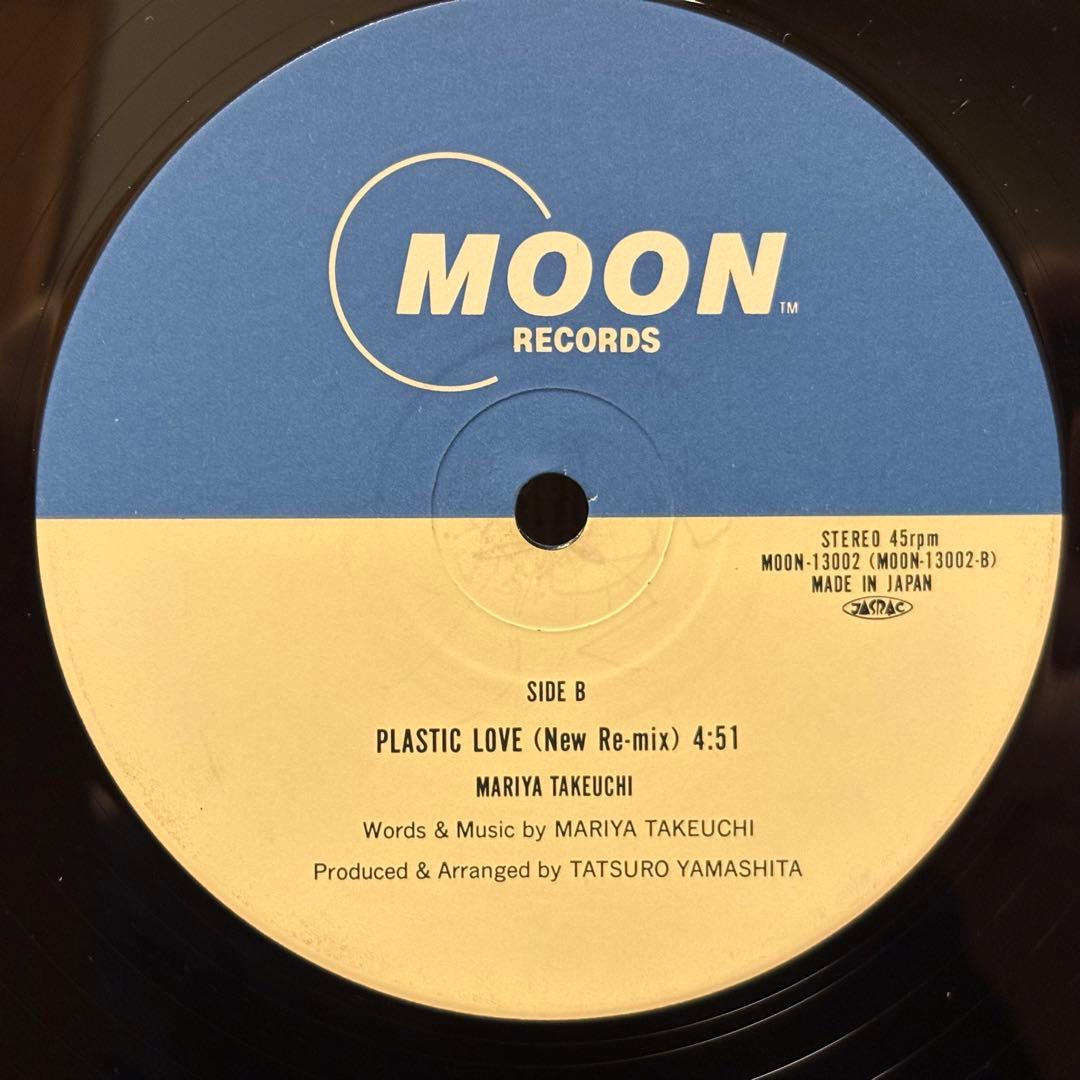 MOON TM
RECORDS
STEREO 45rpm
MOON-13002 (MOON-13002-B)
MADE IN JAPAN
JASRAC
SIDE B
PLASTIC LOVE (New Re-mix) 4:51
MARIYA TAKEUCHI
Words & Music by MARIYA TAKEUCHI
Produced & Arranged by TATSURO YAMASHITA